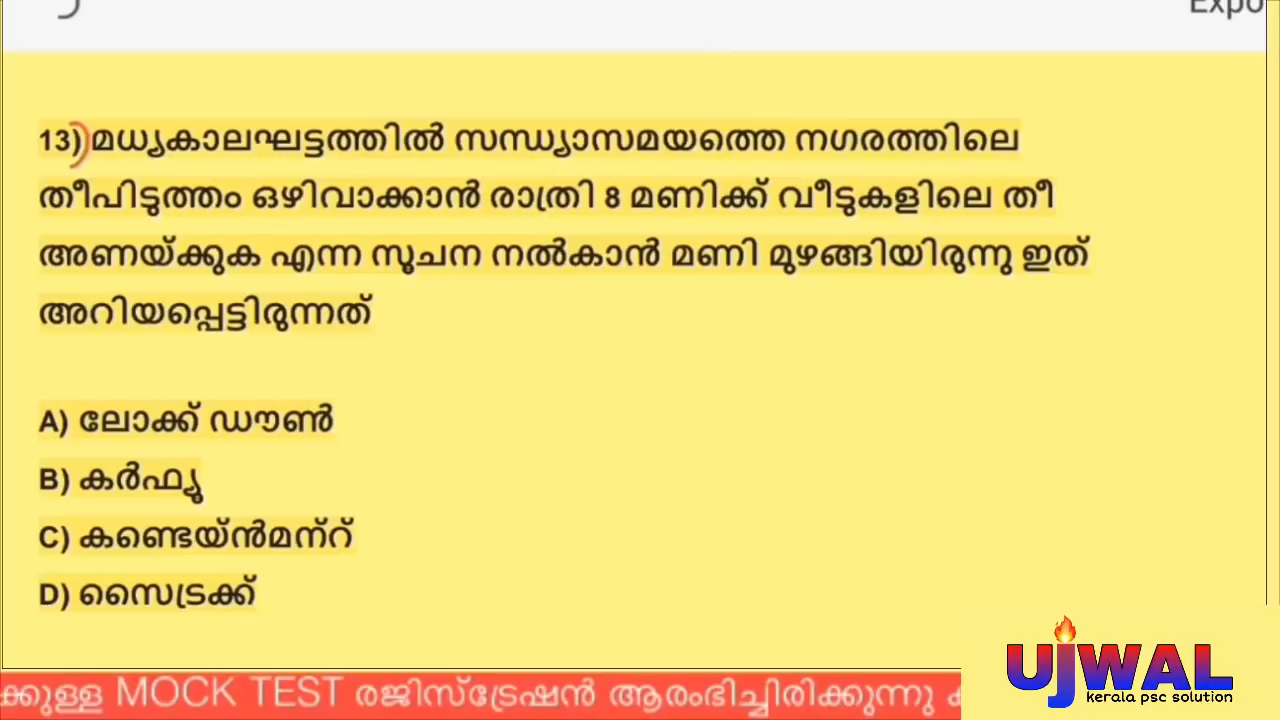 Expo
13) മധ്യകാലഘട്ടത്തിൽ സന്ധ്യാസമയത്തെ നഗരത്തിലെ
തീപിടുത്തം ഒഴിവാക്കാൻ രാത്രി 8 മണിക്ക് വീടുകളിലെ തീ
അണയ്ക്കുക എന്ന സൂചന നൽകാൻ മണി മുഴങ്ങിയിരുന്നു ഇത്
അറിയപ്പെട്ടിരുന്നത്
A) ലോക്ക് ഡൗൺ
B) കർഫ്യൂ
C) കണ്ടെയ്ൻമന്റ്
D) സൈട്രക്ക്
UJWAL
kerala psc solution
ക്കുള്ള MOCK TEST രജിസ്ട്രേഷൻ ആരംഭിച്ചിരിക്കുന്നു